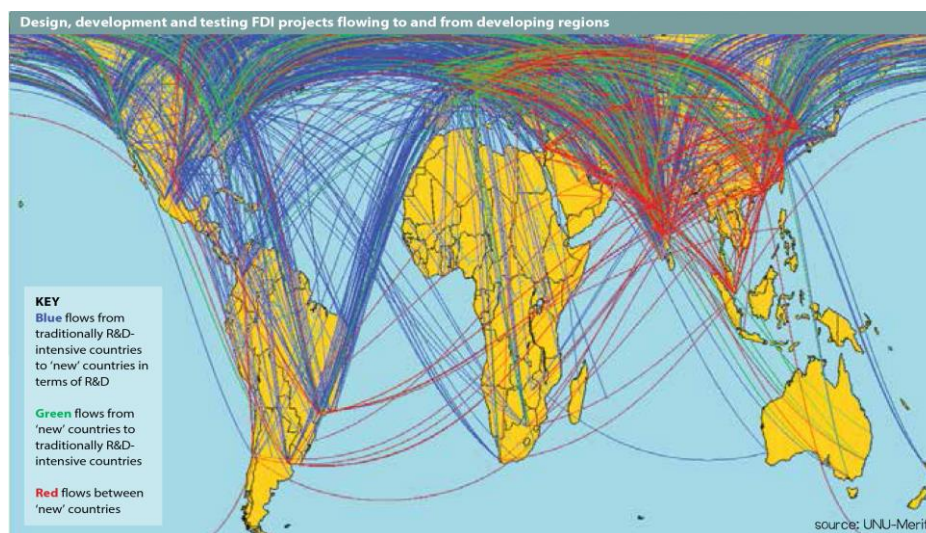 Design, development and testing FDI projects flowing to and from developing regions
KEY
Blue flows from
traditionally R&D-
intensive countries
to ‘new’ countries in
terms of R&D
Green flows from
‘new’ countries to
traditionally R&D-
intensive countries
Red flows between
‘new’ countries
source: UNU-Merit